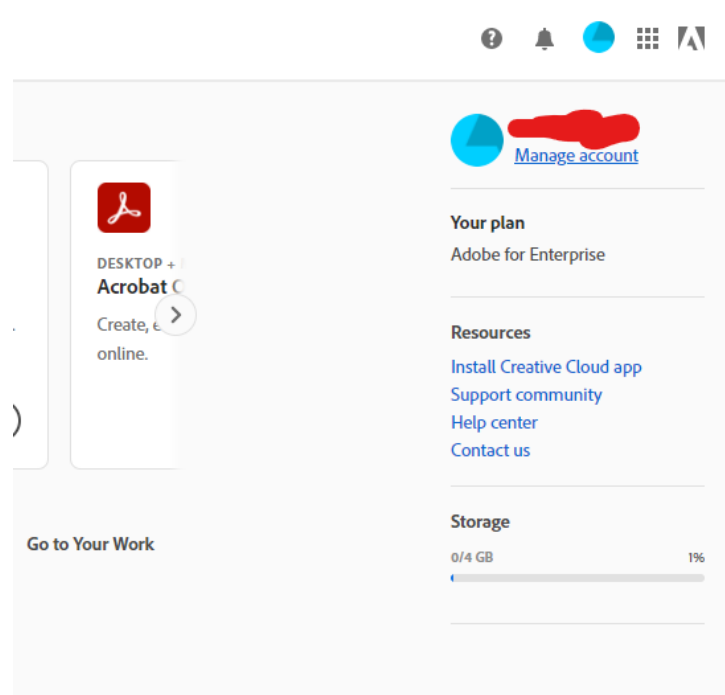 Manage account
DESKTOP +
Acrobat
Create,
online.
Your plan
Adobe for Enterprise
Resources
Install Creative Cloud app
Support community
Help center
Contact us
Go to Your Work
Storage
0/4 GB 1%